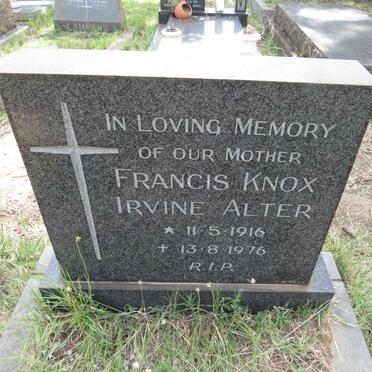 IN LOVING MEMORY
OF OUR MOTHER
FRANCIS KNOX
IRVINE ALTER
* 11·5·1916
+ 13·8·1976
R.I.P.